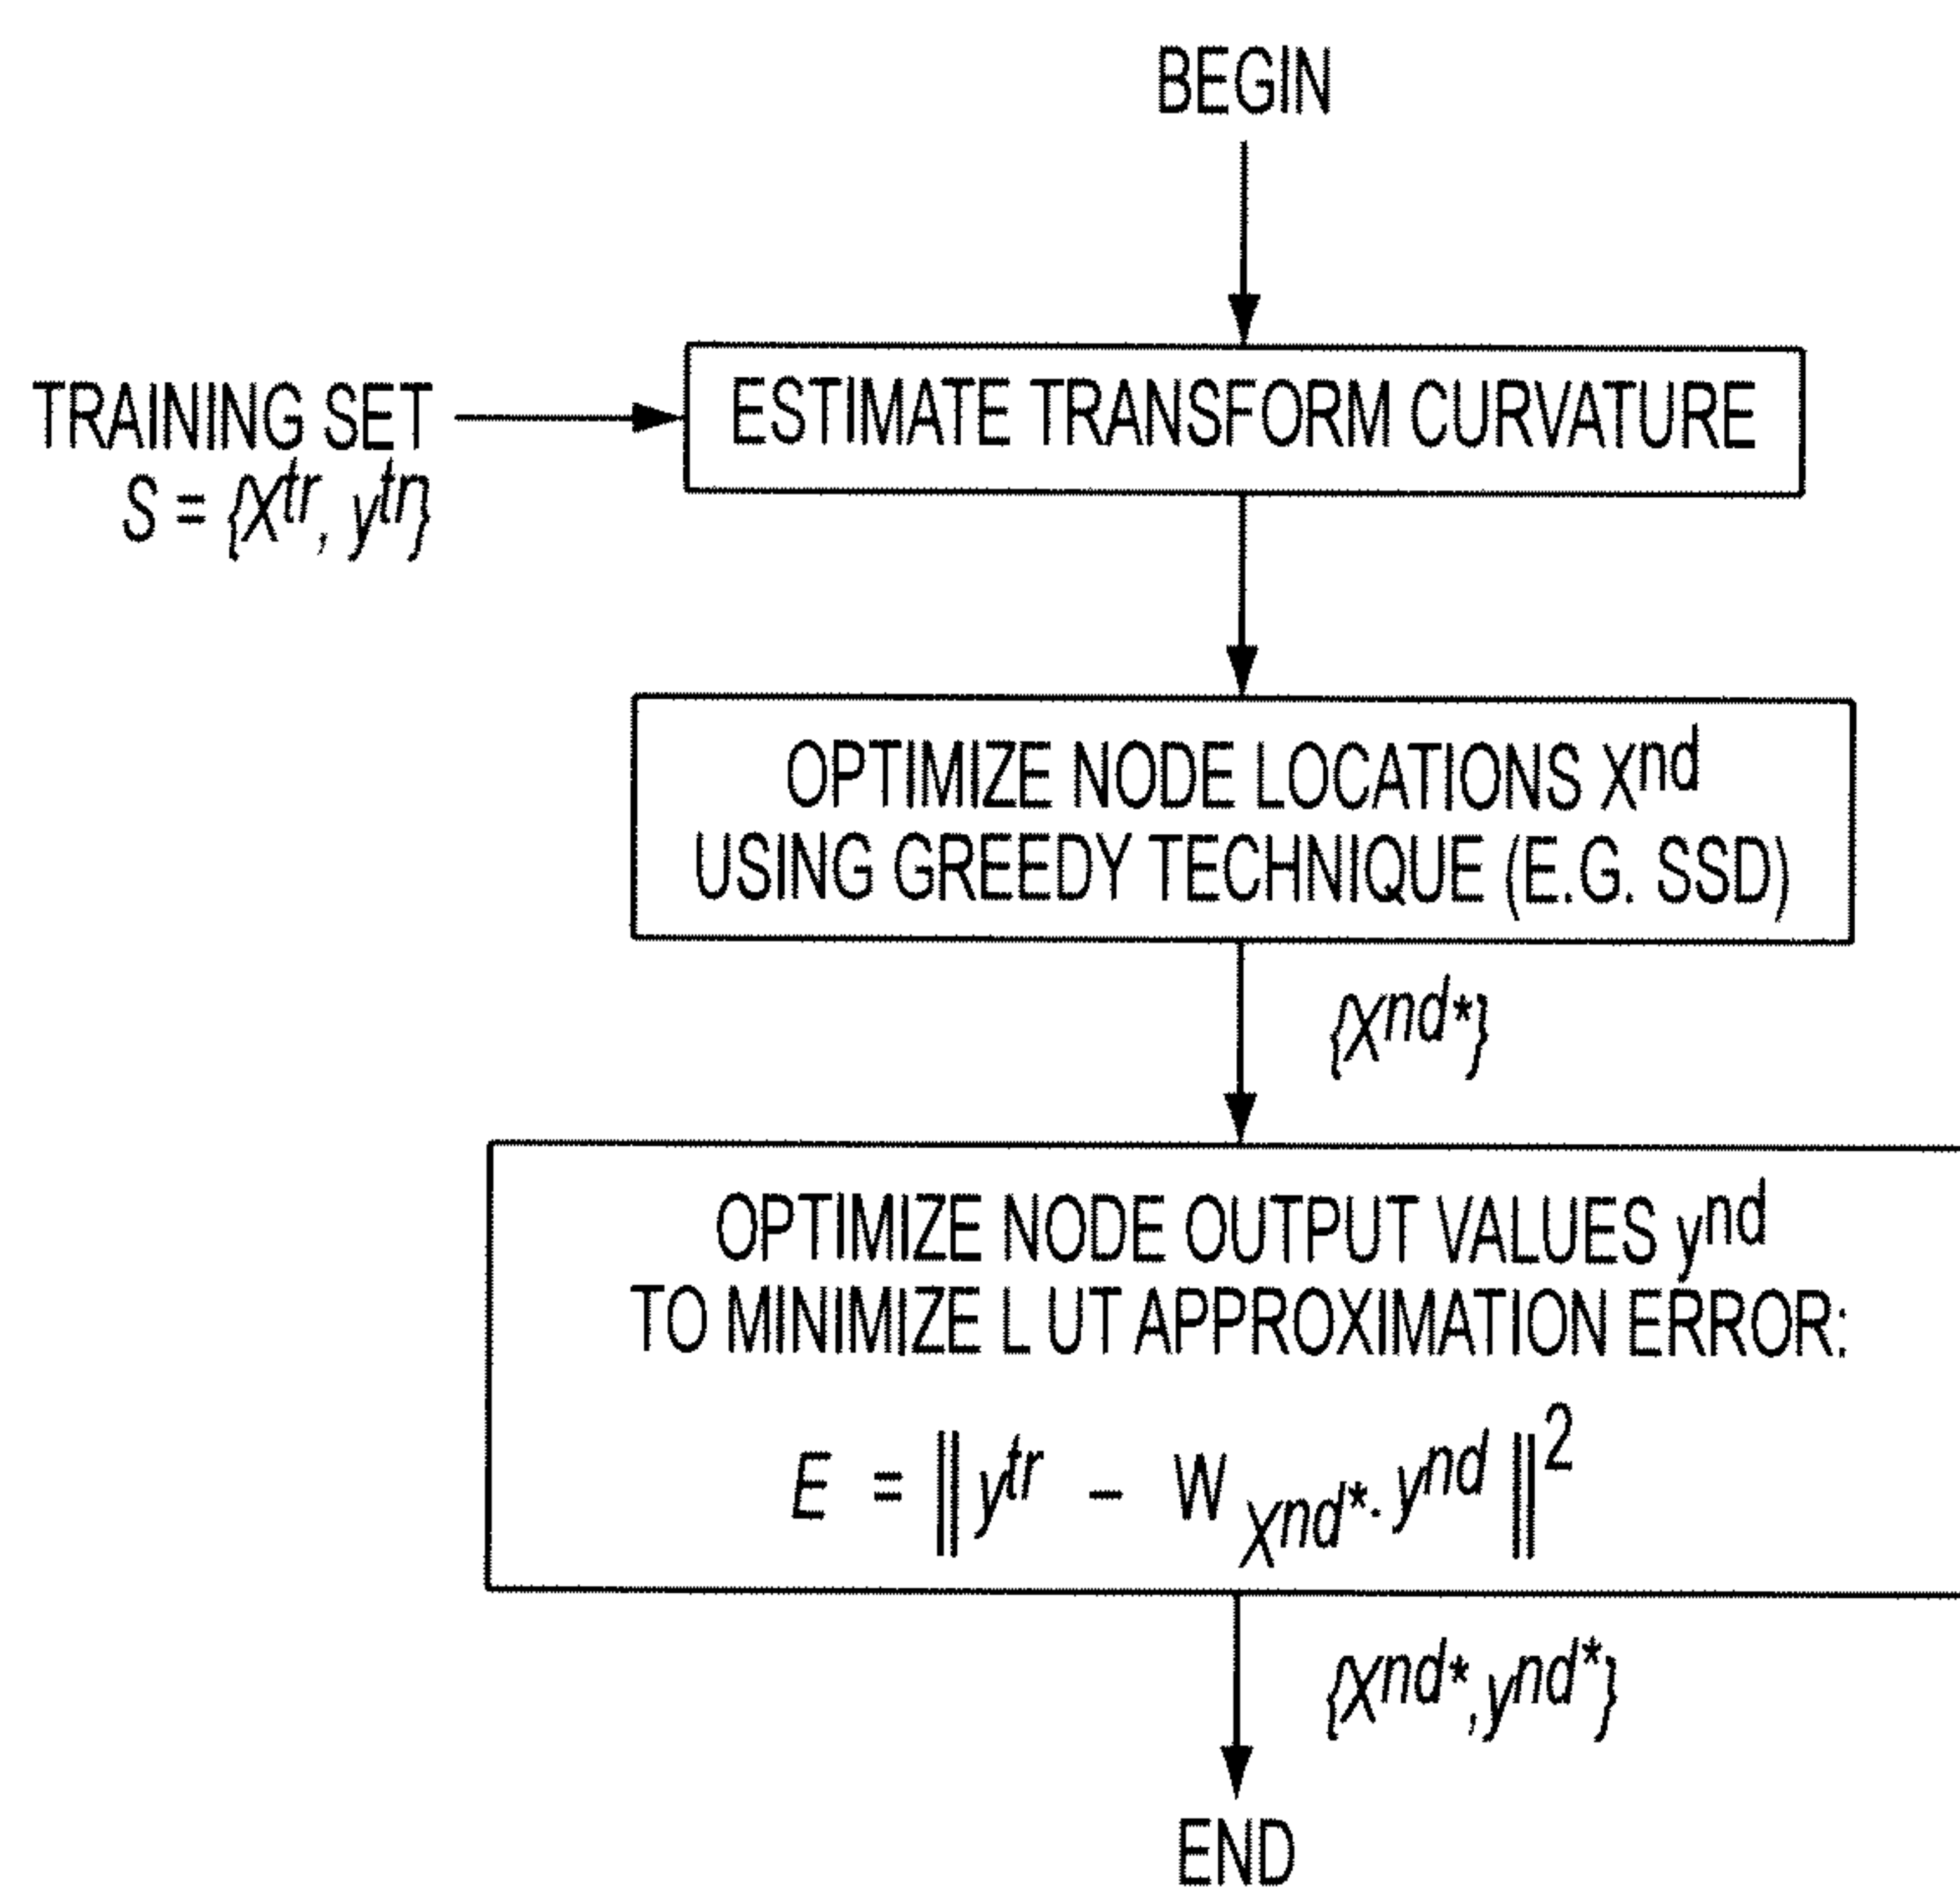 BEGIN
TRAINING SET
S = {X^tr, y^tr}
ESTIMATE TRANSFORM CURVATURE
OPTIMIZE NODE LOCATIONS X^nd
USING GREEDY TECHNIQUE (E.G. SSD)
{X^nd*}
OPTIMIZE NODE OUTPUT VALUES y^nd
TO MINIMIZE L UT APPROXIMATION ERROR:
E = ‖ y^tr − W_X^nd* · y^nd ‖^2
{X^nd*, y^nd*}
END